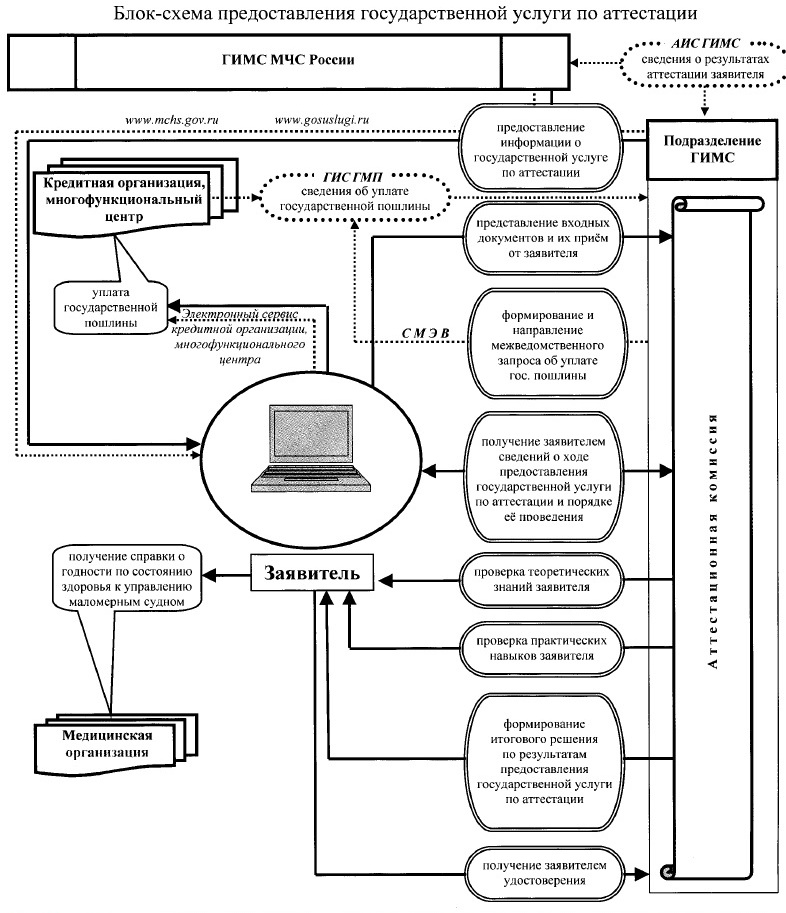 Блок-схема предоставления государственной услуги по аттестации
ГИМС МЧС России
АИС ГИМС
сведения о результатах
аттестации заявителя
www.mchs.gov.ru
www.gosuslugi.ru
предоставление
информации о
государственной услуге
по аттестации
Подразделение
ГИМС
Кредитная организация,
многофункциональный
центр
ГИС ГМП
сведения об уплате
государственной пошлины
представление входных
документов и их приём
от заявителя
уплата
государственной
пошлины
Электронный сервис
кредитной организации,
многофункционального
центра
С М Э В
формирование и
направление
межведомственного
запроса об уплате
гос. пошлины
получение заявителем
сведений о ходе
предоставления
государственной услуги
по аттестации и порядке
её проведения
Аттестационная комиссия
получение справки о
годности по состоянию
здоровья к управлению
маломерным судном
Заявитель
проверка теоретических
знаний заявителя
проверка практических
навыков заявителя
Медицинская
организация
формирование
итогового решения
по результатам
предоставления
государственной услуги
по аттестации
получение заявителем
удостоверения